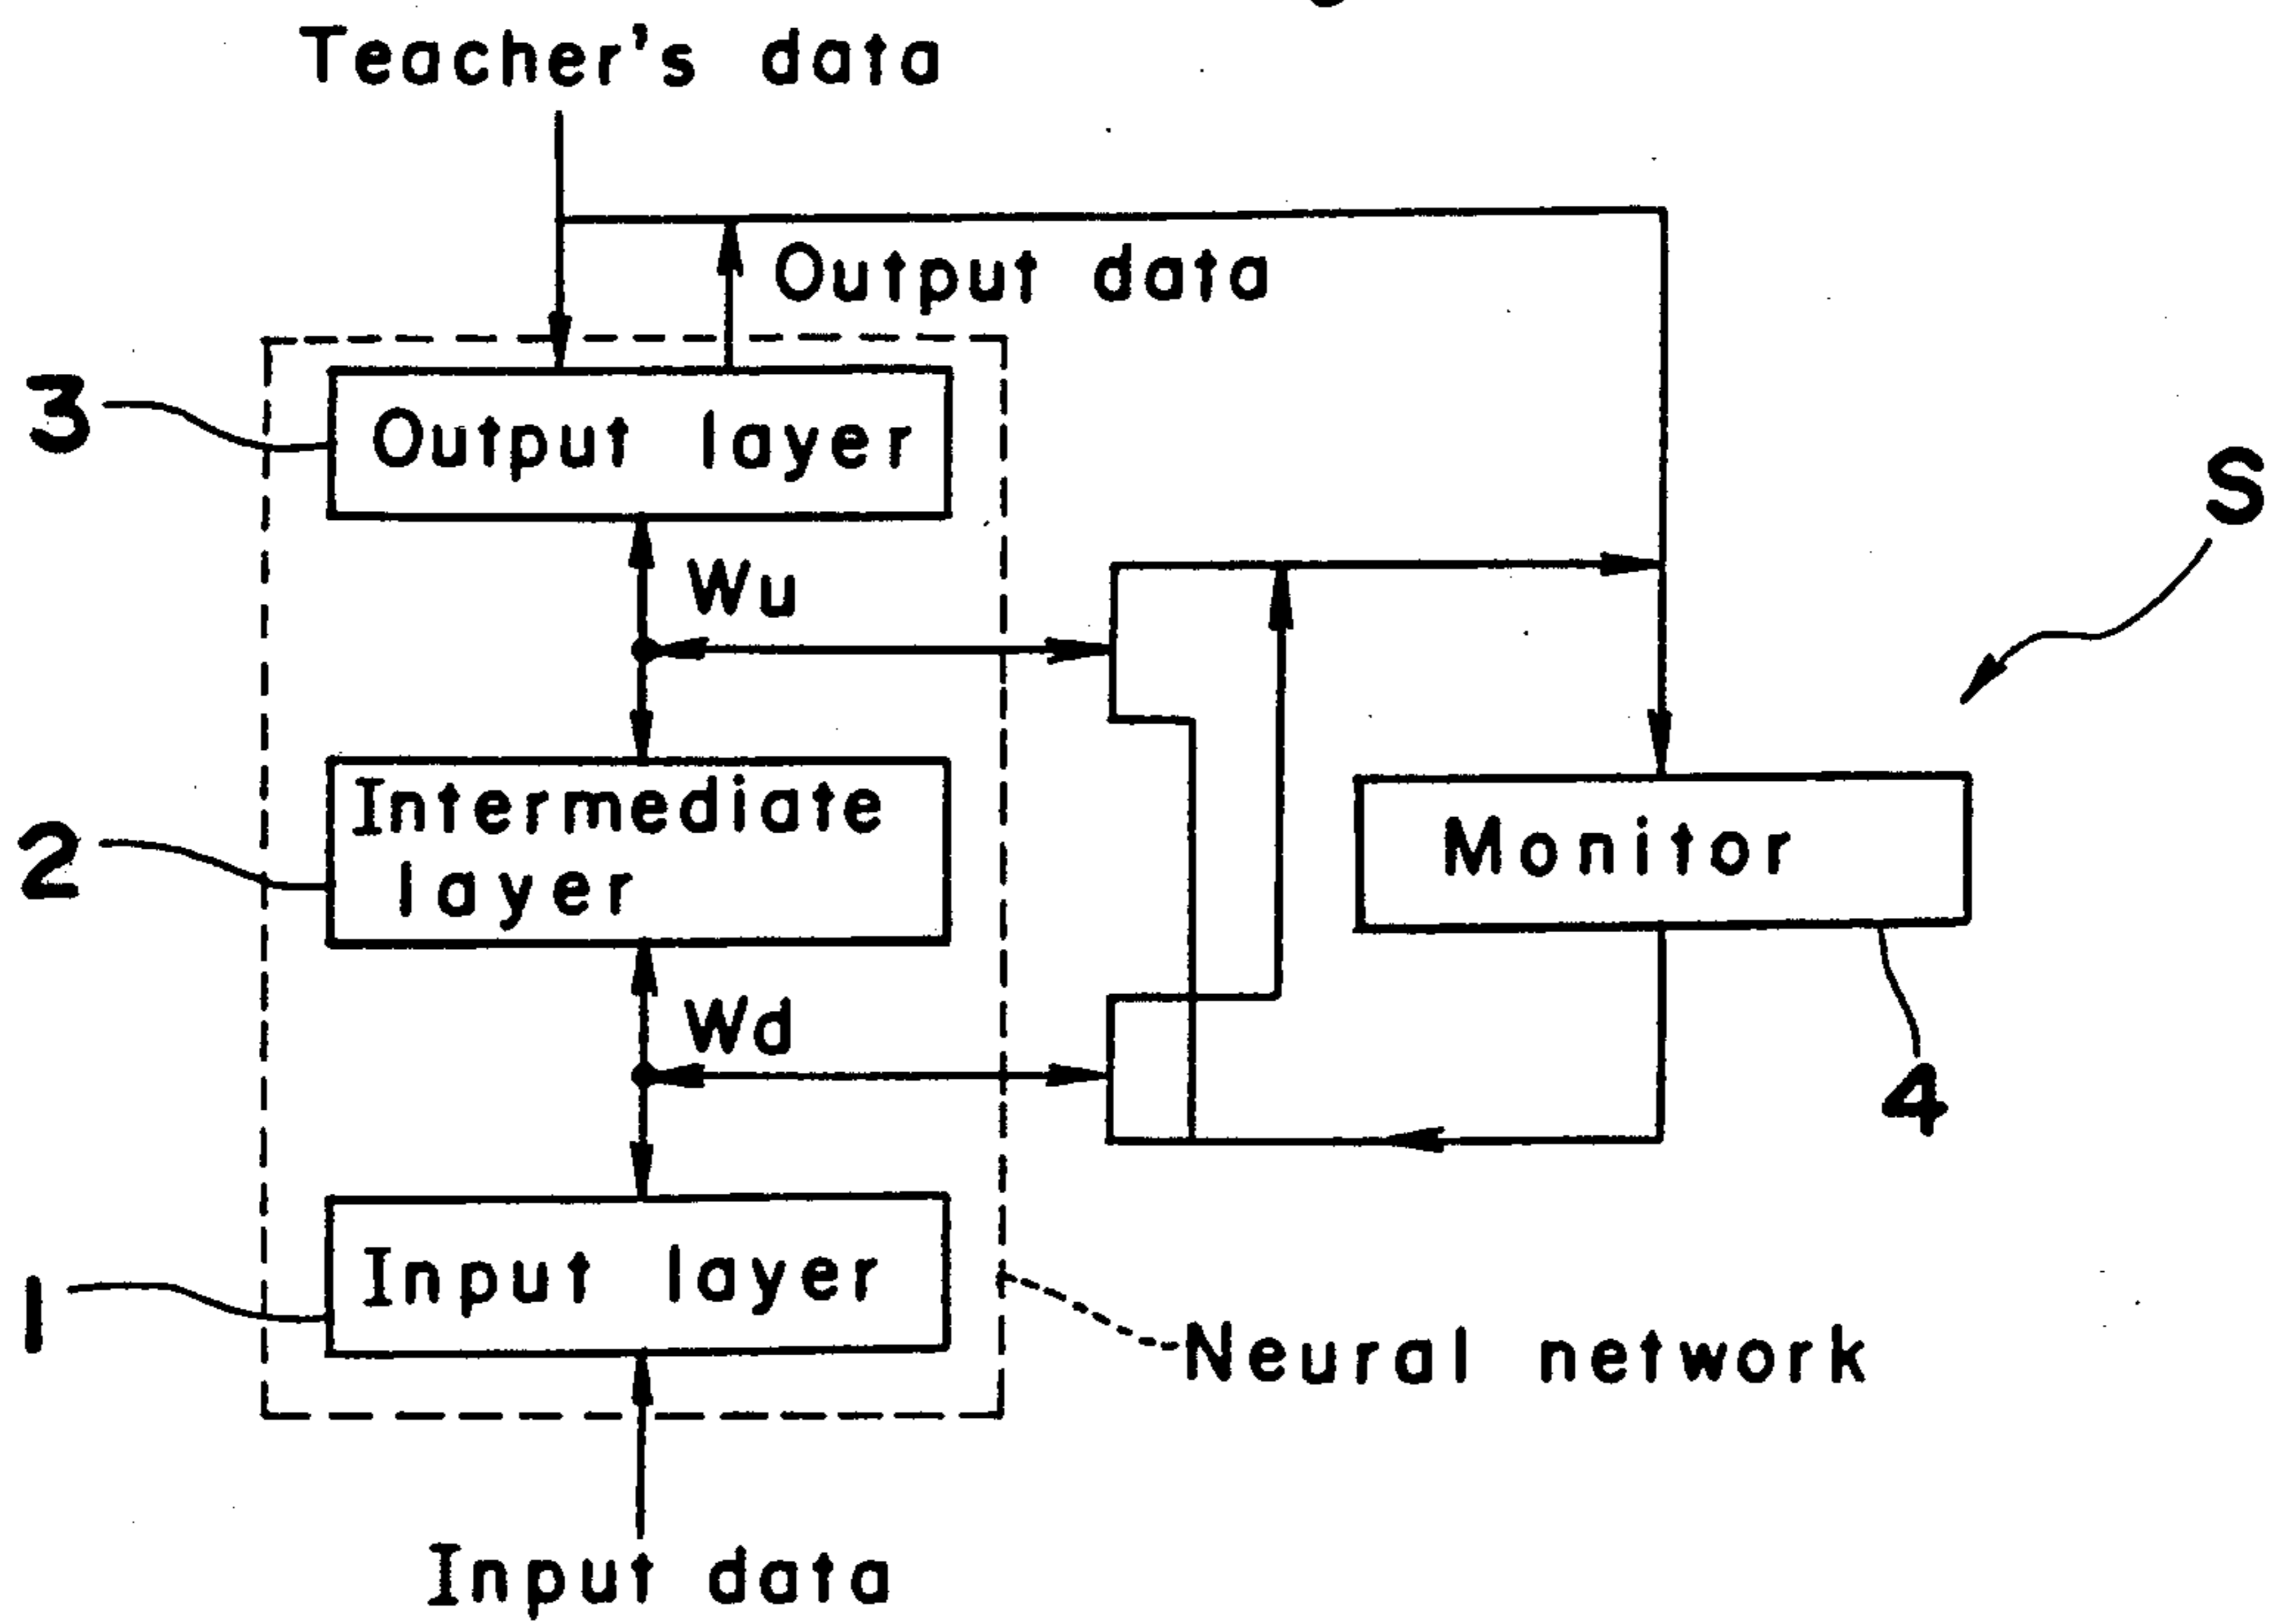 Teacher's data
Output data
3
Output layer
S
Wu
Intermediate
layer
2
Monitor
Wd
4
1
Input layer
Neural network
Input data